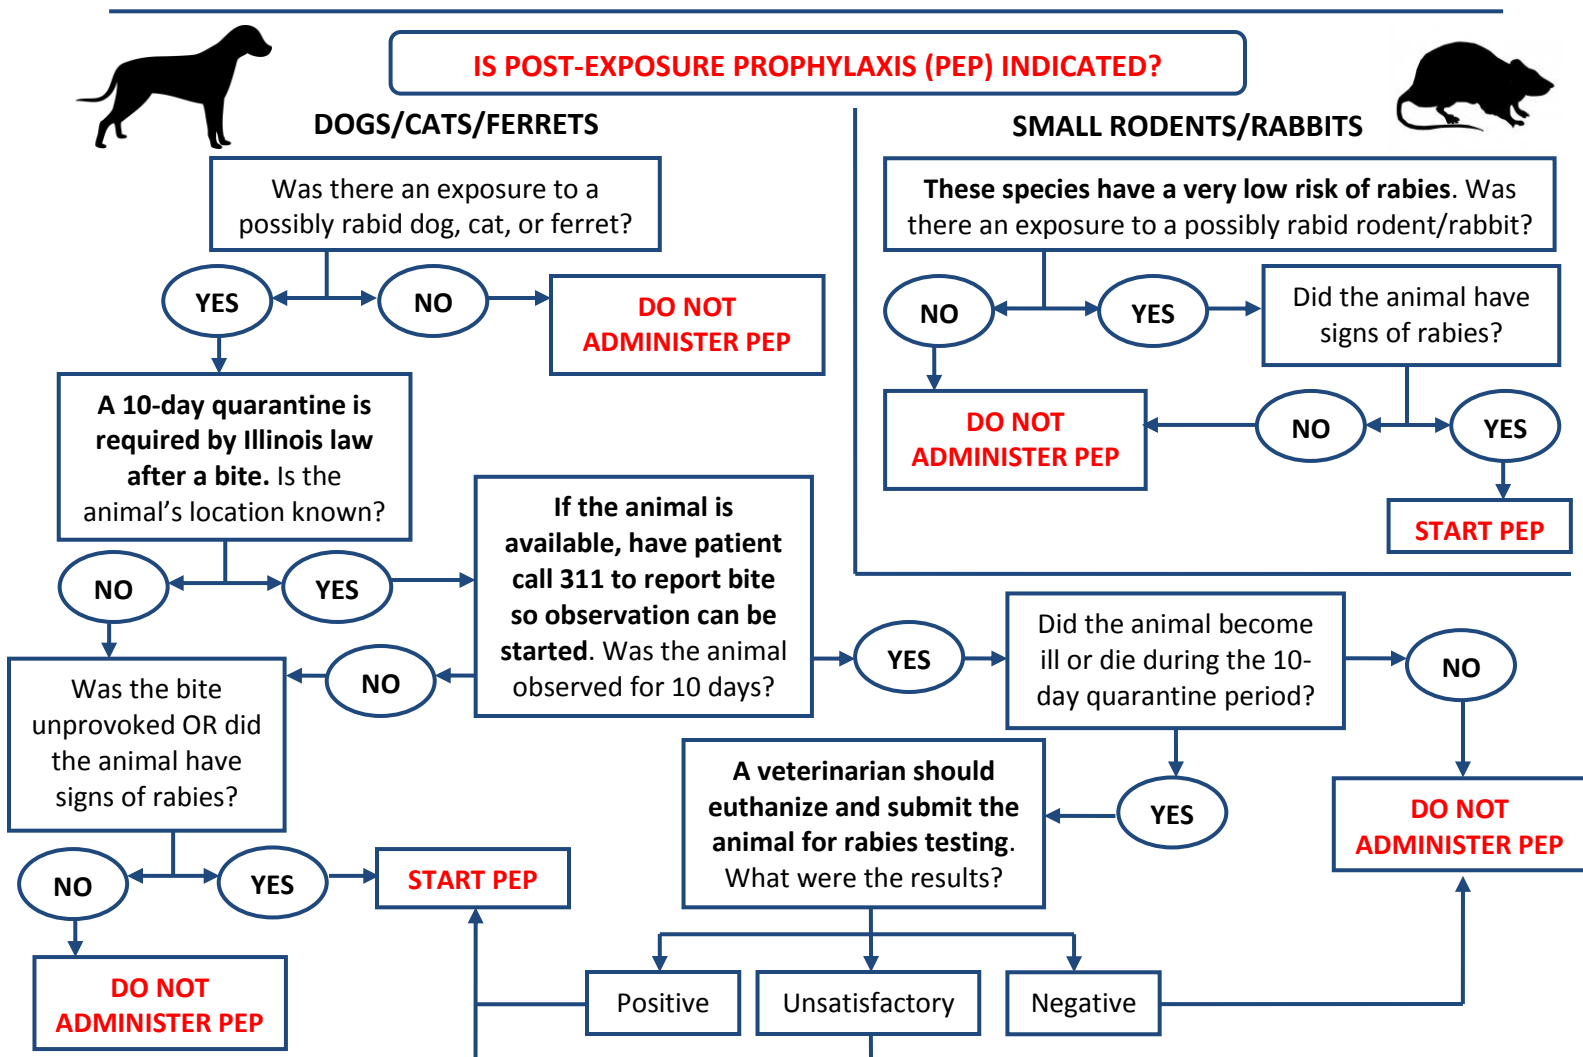 IS POST-EXPOSURE PROPHYLAXIS (PEP) INDICATED?
DOGS/CATS/FERRETS
Was there an exposure to a
possibly rabid dog, cat, or ferret?
YES
NO
DO NOT
ADMINISTER PEP
A 10-day quarantine is
required by Illinois law
after a bite. Is the
animal’s location known?
NO
YES
If the animal is
available, have patient
call 311 to report bite
so observation can be
started. Was the animal
observed for 10 days?
NO
YES
Was the bite
unprovoked OR did
the animal have
signs of rabies?
NO
YES
START PEP
DO NOT
ADMINISTER PEP
Did the animal become
ill or die during the 10-
day quarantine period?
NO
YES
DO NOT
ADMINISTER PEP
A veterinarian should
euthanize and submit the
animal for rabies testing.
What were the results?
Positive
Unsatisfactory
Negative
SMALL RODENTS/RABBITS
These species have a very low risk of rabies. Was
there an exposure to a possibly rabid rodent/rabbit?
NO
YES
Did the animal have
signs of rabies?
DO NOT
ADMINISTER PEP
NO
YES
START PEP